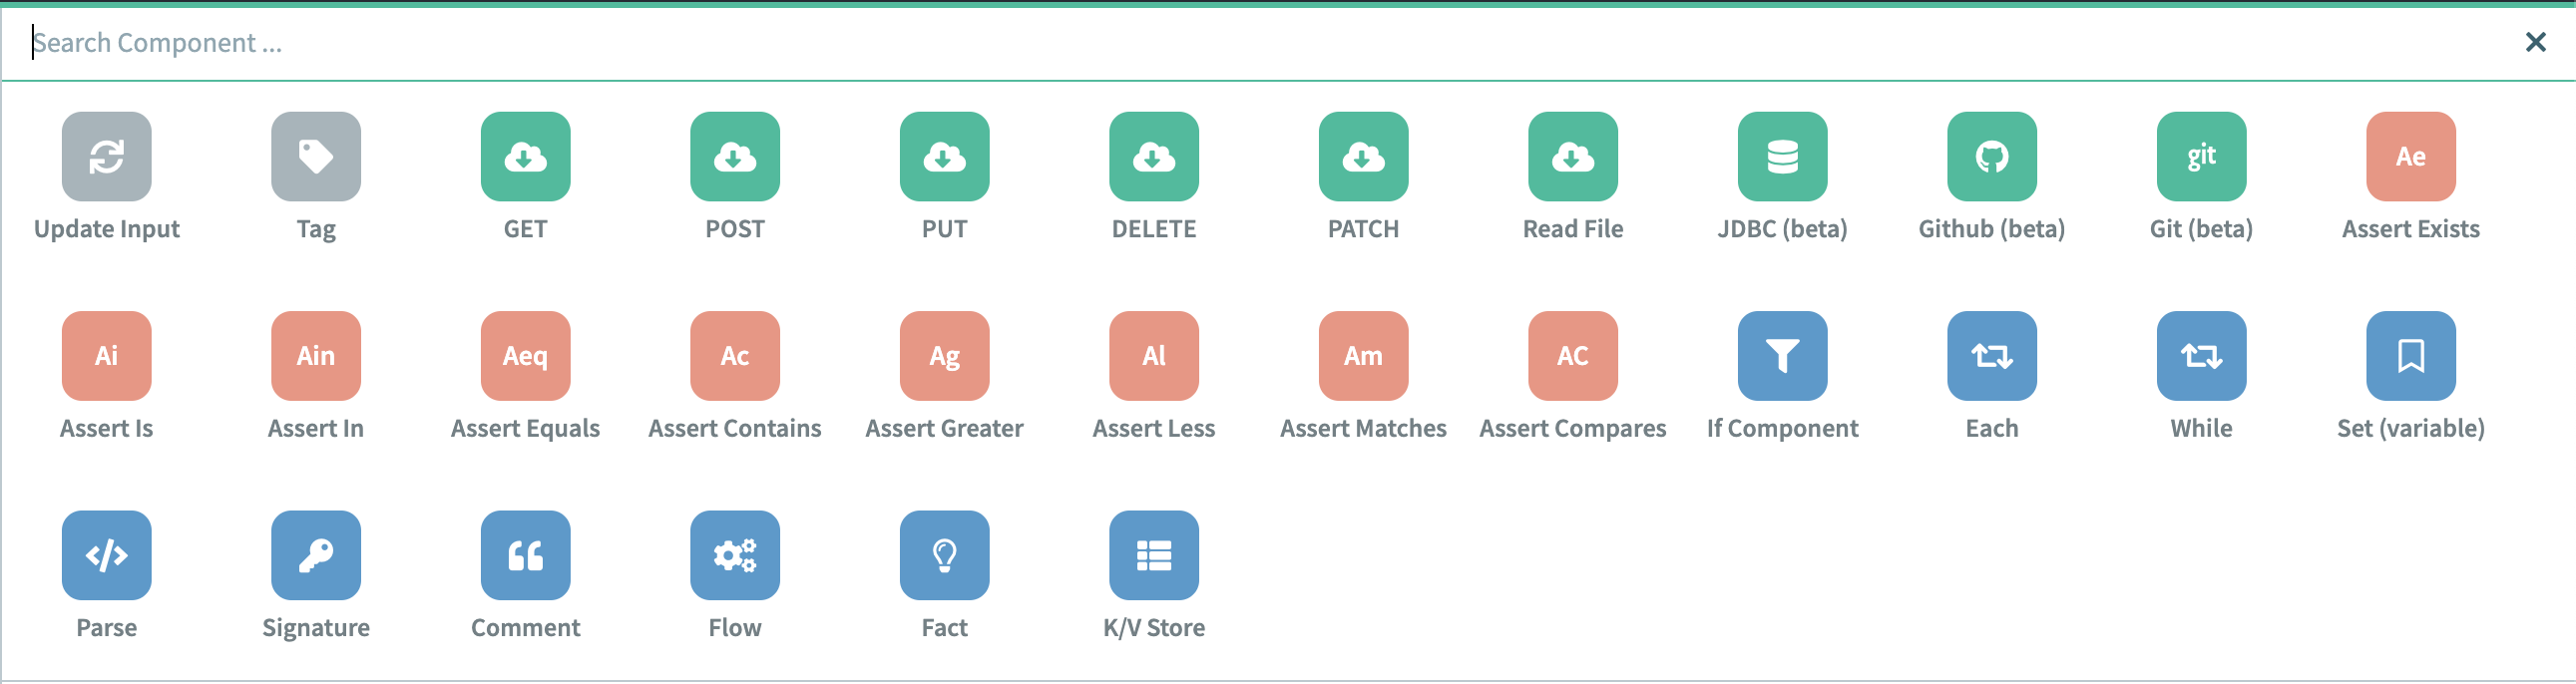 Search Component ...
git Ae
Update Input Tag GET POST PUT DELETE PATCH Read File JDBC (beta) Github (beta) Git (beta) Assert Exists
Ai Ain Aeq Ac Ag Al Am AC
Assert Is Assert In Assert Equals Assert Contains Assert Greater Assert Less Assert Matches Assert Compares If Component Each While Set (variable)
Parse Signature Comment Flow Fact K/V Store